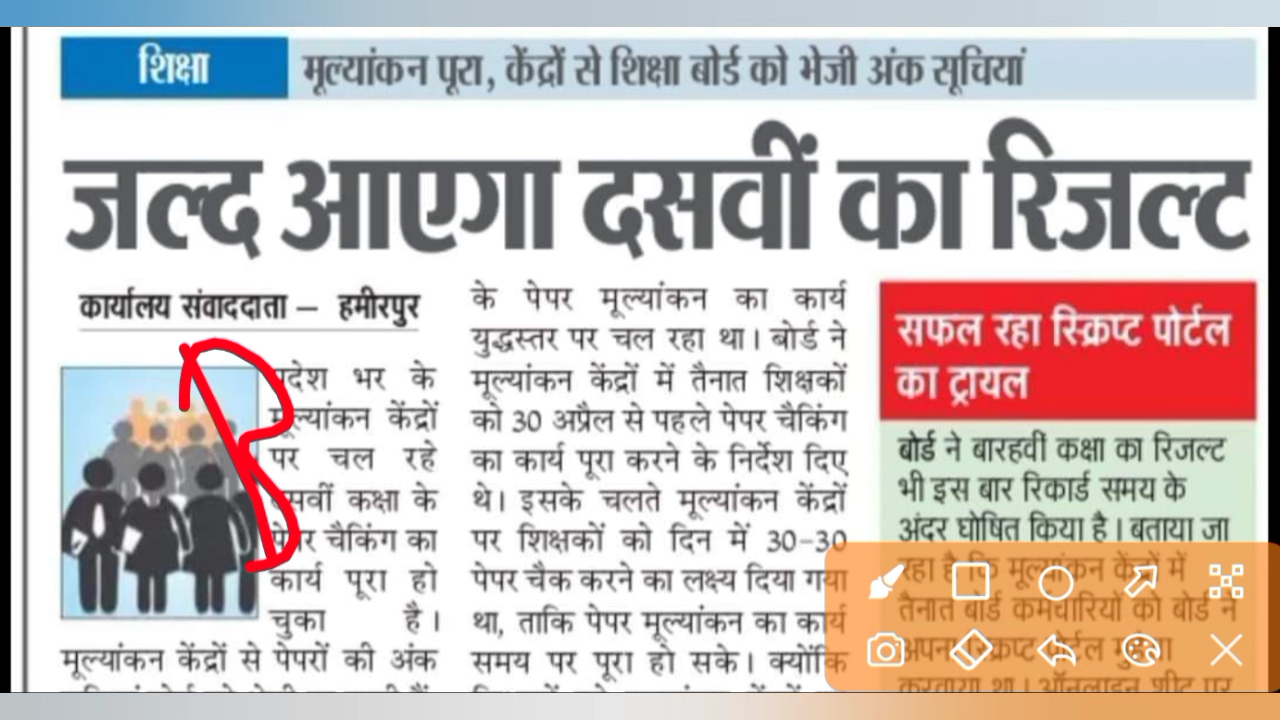 शिक्षा
मूल्यांकन पूरा, केंद्रों से शिक्षा बोर्ड को भेजी अंक सूचियां
जल्द आएगा दसवीं का रिजल्ट
कार्यालय संवाददाता – हमीरपुर
भर के
केंद्रों
पर चल रहे
कक्षा के
चैकिंग का
कार्य पूरा हो
चुका है।
मूल्यांकन केंद्रों से पेपरों की अंक
के पेपर मूल्यांकन का कार्य
युद्धस्तर पर चल रहा था। बोर्ड ने
मूल्यांकन केंद्रों में तैनात शिक्षकों
को 30 अप्रैल से पहले पेपर चैकिंग
का कार्य पूरा करने के निर्देश दिए
थे। इसके चलते मूल्यांकन केंद्रों
पर शिक्षकों को दिन में 30-30
पेपर चैक करने का लक्ष्य दिया गया
था, ताकि पेपर मूल्यांकन का कार्य
समय पर पूरा हो सके। क्योंकि
सफल रहा स्क्रिप्ट पोर्टल
का ट्रायल
बोर्ड ने बारहवीं कक्षा का रिजल्ट
भी इस बार रिकार्ड समय के
अंदर घोषित किया है। बताया जा
रहा है कि मूल्यांकन केंद्रों में
तैनात बोर्ड कर्मचारियों को बोर्ड ने